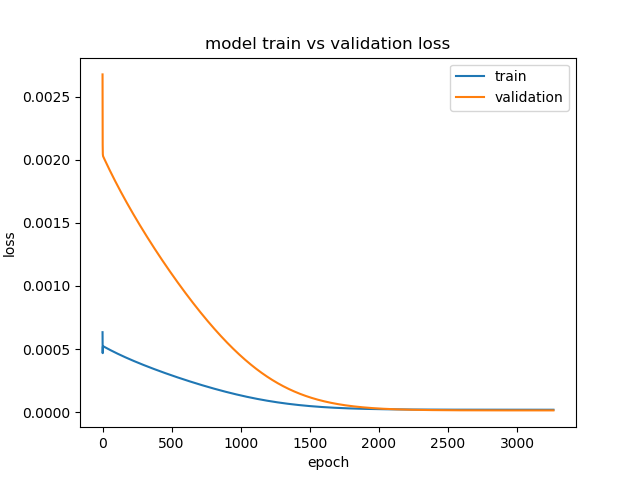 model train vs validation loss
train
validation
loss
0.0025
0.0020
0.0015
0.0010
0.0005
0.0000
0 500 1000 1500 2000 2500 3000
epoch